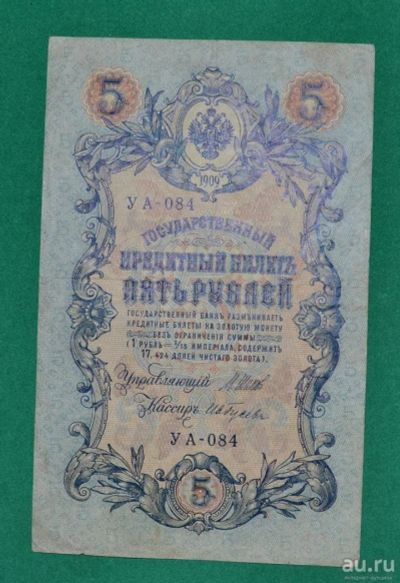 5 5
1909
УА-084
ГОСУДАРСТВЕННЫЙ
КРЕДИТНЫЙ БИЛЕТЪ
ПЯТЬ РУБЛЕЙ
ГОСУДАРСТВЕННЫЙ БАНКЪ РАЗМѢНИВАЕТЪ
КРЕДИТНЫЕ БИЛЕТЫ НА ЗОЛОТУЮ МОНЕТУ
БЕЗЪ ОГРАНИЧЕНІЯ СУММЫ
(1 РУБЛЬ = 1/15 ИМПЕРІАЛА, СОДЕРЖИТЪ
17,424 ДОЛЕЙ ЧИСТАГО ЗОЛОТА).
Управляющій
Кассиръ
УА-084
5
au.ru
интернет-аукцион